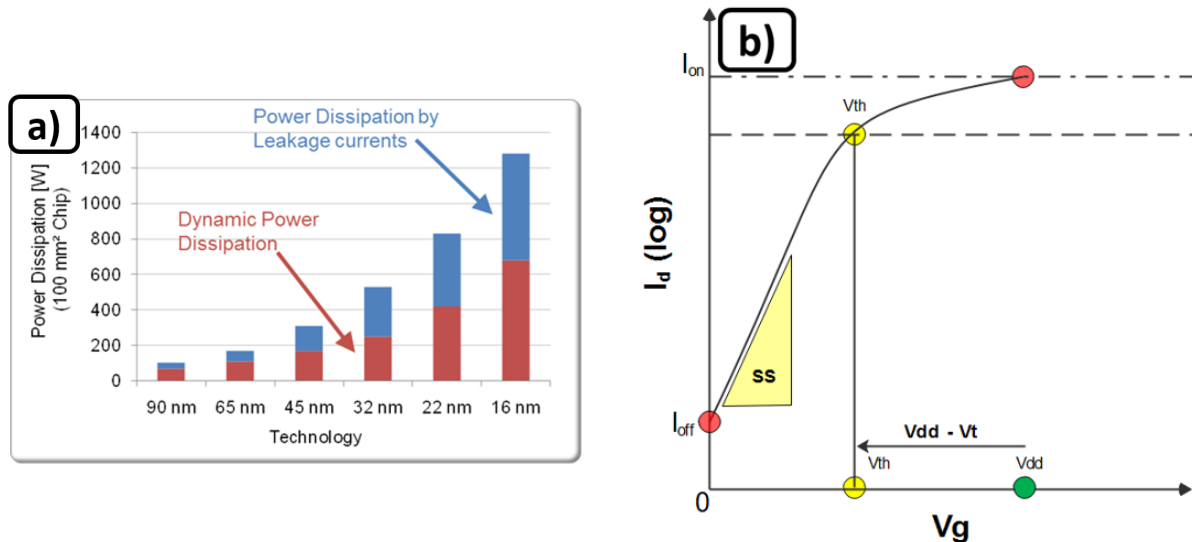 a)
Power Dissipation [W]
(100 mm² Chip)
1400
1200
1000
800
600
400
200
0
Power Dissipation by
Leakage currents
Dynamic Power
Dissipation
90 nm
65 nm
45 nm
32 nm
22 nm
16 nm
Technology
b)
Id (log)
Ion
Vth
ss
Ioff
Vdd - Vt
Vth
Vdd
0
Vg